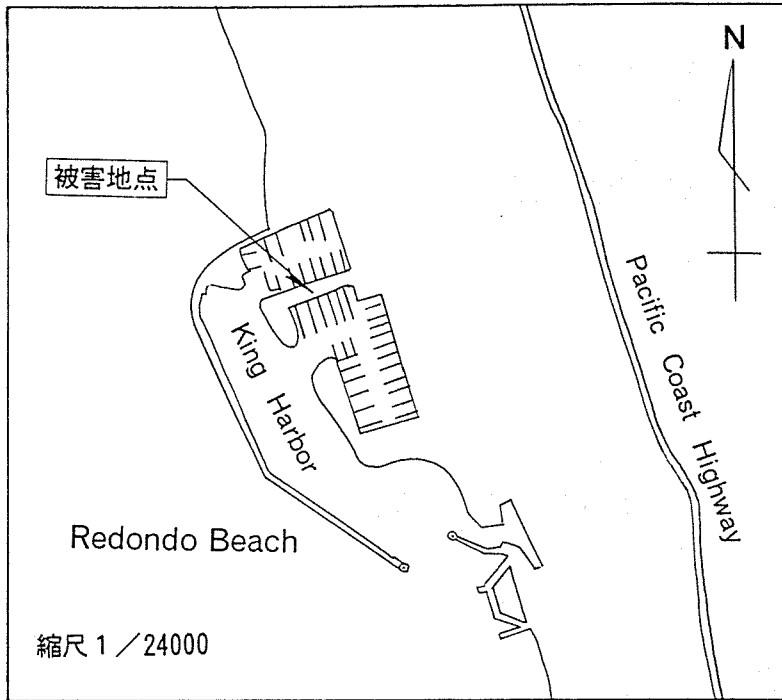 N
被害地点
Pacific Coast Highway
King Harbor
Redondo Beach
縮尺1／24000